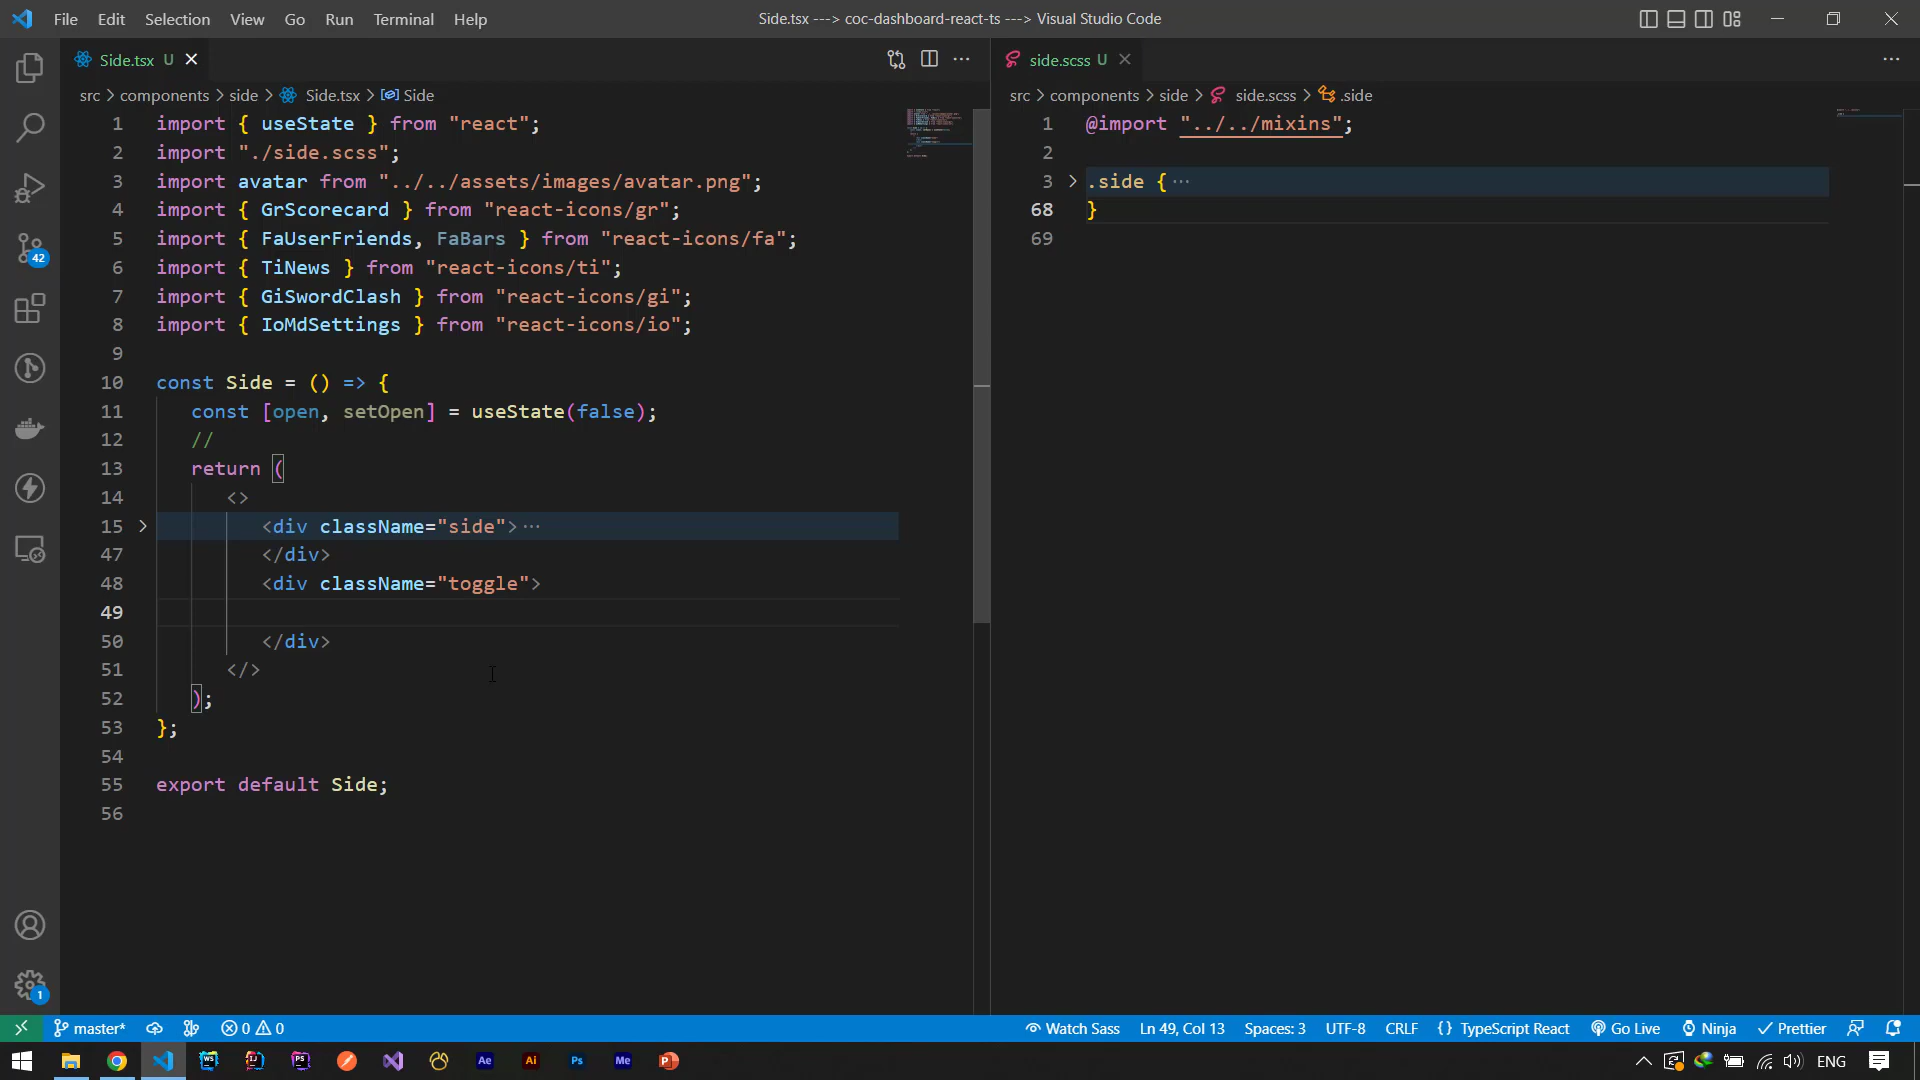 File Edit Selection View Go Run Terminal Help
Side.tsx ---> coc-dashboard-react-ts ---> Visual Studio Code
Side.tsx U
src > components > side > Side.tsx > Side
1 import { useState } from "react";
2 import "./side.scss";
3 import avatar from "../../assets/images/avatar.png";
4 import { GrScorecard } from "react-icons/gr";
5 import { FaUserFriends, FaBars } from "react-icons/fa";
6 import { TiNews } from "react-icons/ti";
7 import { GiSwordClash } from "react-icons/gi";
8 import { IoMdSettings } from "react-icons/io";
9
10 const Side = () => {
11 const [open, setOpen] = useState(false);
12 //
13 return (
14 <>
15 <div className="side">···
47 </div>
48 <div className="toggle">
49
50 </div>
51 </>
52 );
53 };
54
55 export default Side;
56
side.scss U
src > components > side > side.scss > .side
1 @import "../../mixins";
2
3 .side {···
68 }
69
42
1
master* 0 0
Watch Sass Ln 49, Col 13 Spaces: 3 UTF-8 CRLF {} TypeScript React Go Live Ninja Prettier
WS IJ PS Ae Ai Ps Me P ENG